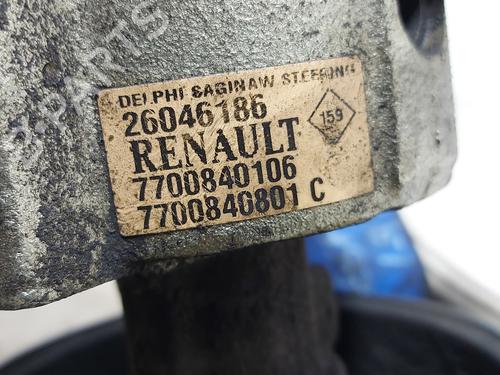 DELPHI SAGINAW STEERING
26046186
159
RENAULT
7700840106
7700840801 C